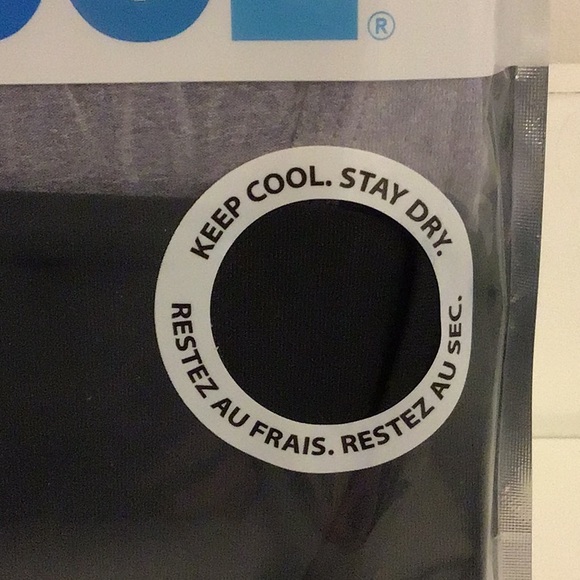 ®
KEEP COOL. STAY DRY.
RESTEZ AU FRAIS. RESTEZ AU SEC.